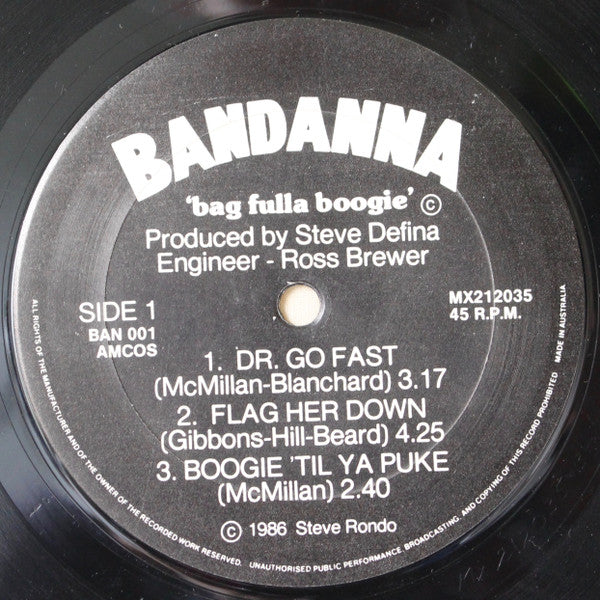 BANDANNA
'bag fulla boogie' ©
Produced by Steve Defina
Engineer - Ross Brewer
SIDE 1
BAN 001
AMCOS
MX212035
45 R.P.M.
1. DR. GO FAST
(McMillan-Blanchard) 3.17
2. FLAG HER DOWN
(Gibbons-Hill-Beard) 4.25
3. BOOGIE 'TIL YA PUKE
(McMillan) 2.40
© 1986 Steve Rondo
ALL RIGHTS OF THE MANUFACTURER AND OF THE OWNER OF THE RECORDED WORK RESERVED. UNAUTHORISED PUBLIC PERFORMANCE, BROADCASTING, AND COPYING OF THIS RECORD PROHIBITED
MADE IN AUSTRALIA